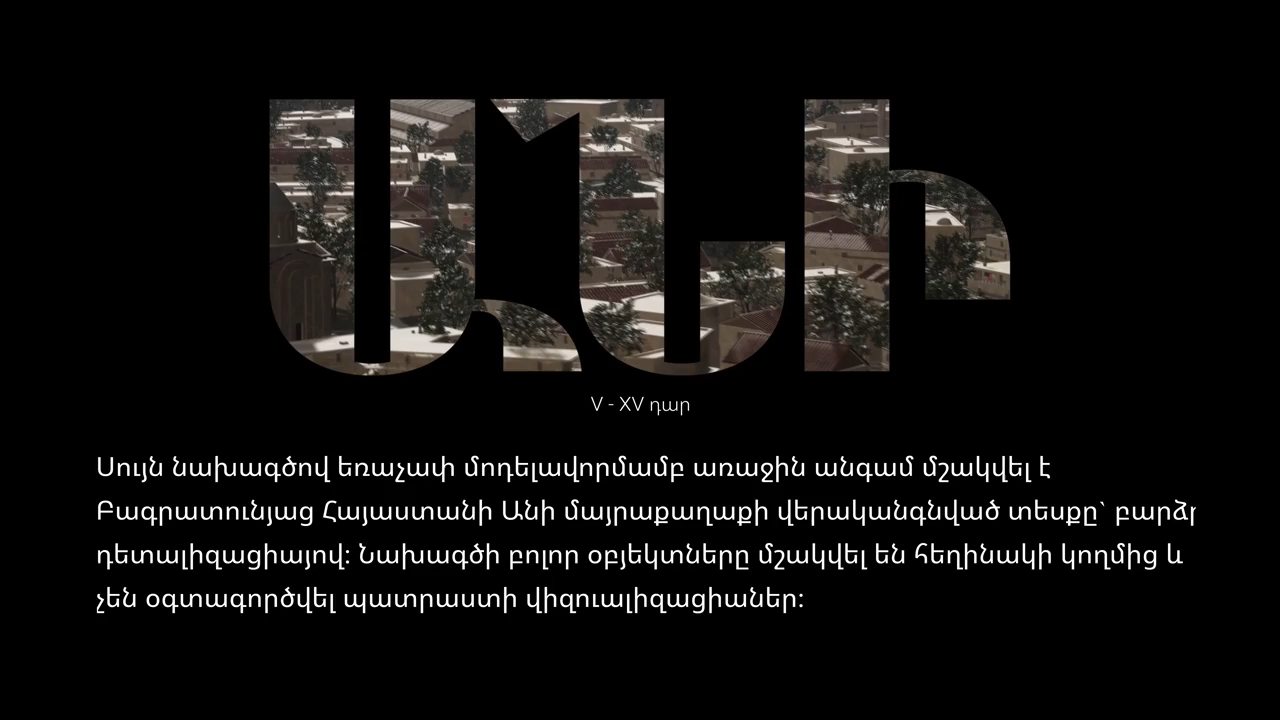 ԱՆԻ
V - XV դար
Սույն նախագծով եռաչափ մոդելավորմամբ առաջին անգամ մշակվել է
Բագրատունյաց Հայաստանի Անի մայրաքաղաքի վերականգնված տեսքը՝ բարձր
դետալիզացիայով: Նախագծի բոլոր օբյեկտները մշակվել են հեղինակի կողմից և
չեն օգտագործվել պատրաստի վիզուալիզացիաներ: